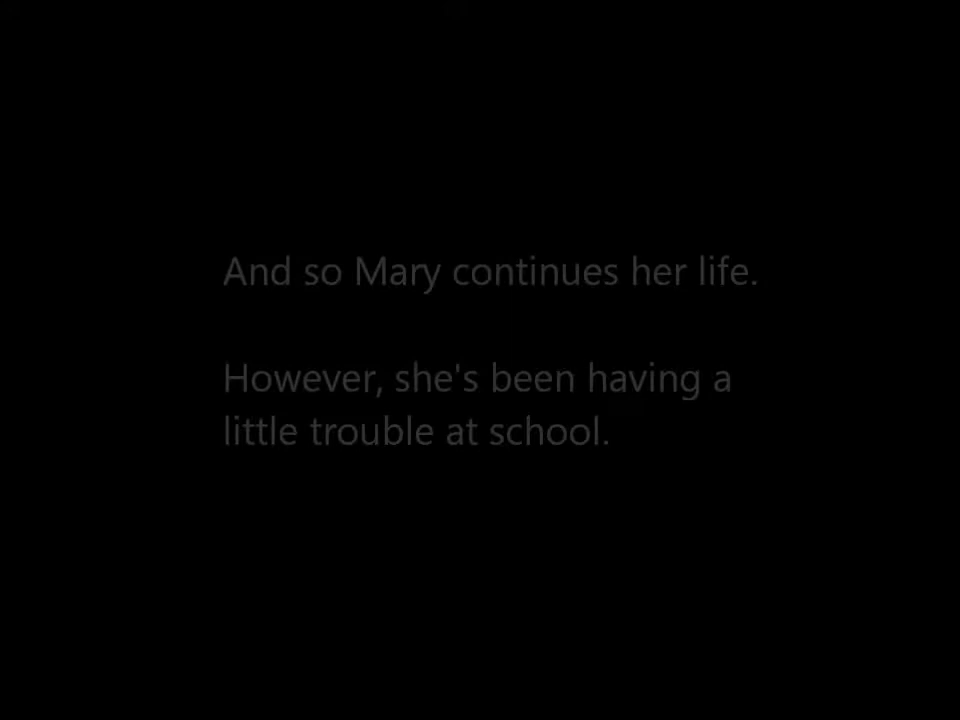 And so Mary continues her life.
However, she's been having a
little trouble at school.